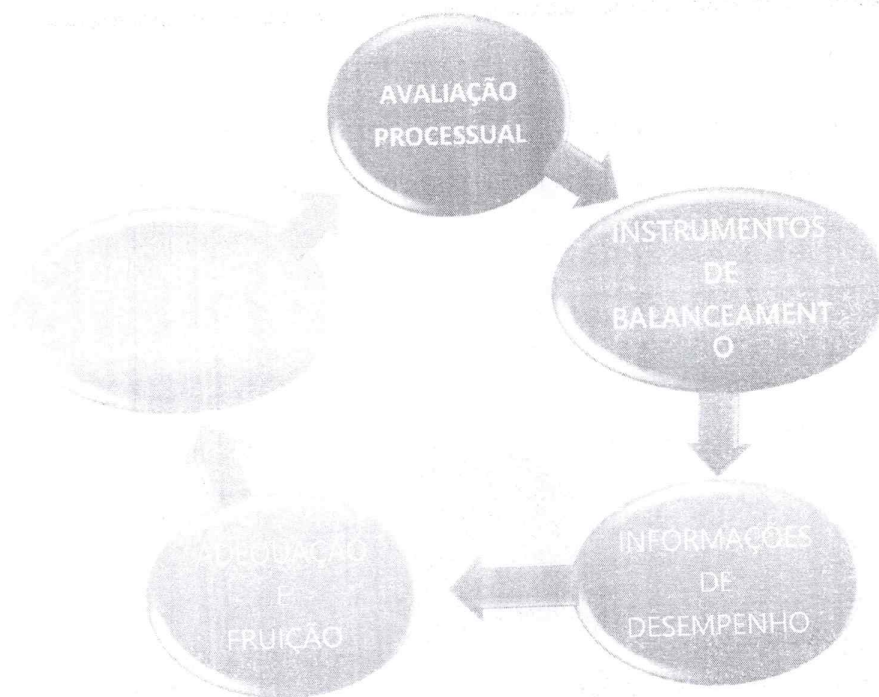 AVALIAÇÃO
PROCESSUAL
INSTRUMENTOS
DE
BALANCEAMENT
O
INFORMAÇÕES
DE
DESEMPENHO
ADEQUAÇÃO
E
FRUIÇÃO